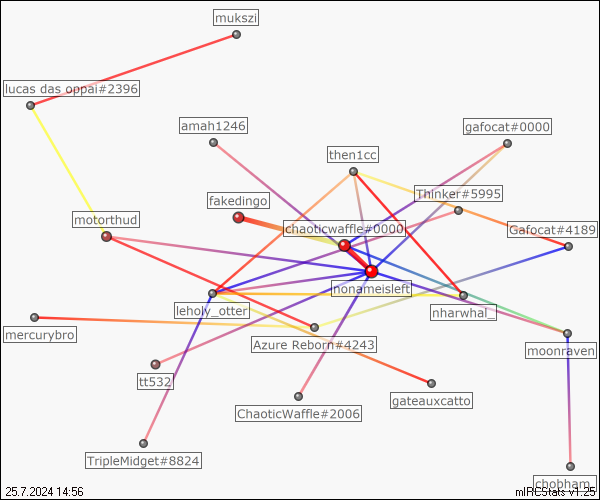 mukszi
lucas das oppai#2396
amah1246
gafocat#0000
then1cc
Thinker#5995
fakedingo
motorthud
chaoticwaffle#0000
Gafocat#4189
nonameisleft
leholy_otter
nharwhal_
mercurybro
Azure Reborn#4243
moonraven
tt532
gateauxcatto
ChaoticWaffle#2006
TripleMidget#8824
chobham_
25.7.2024 14:56
mIRCStats v1.25